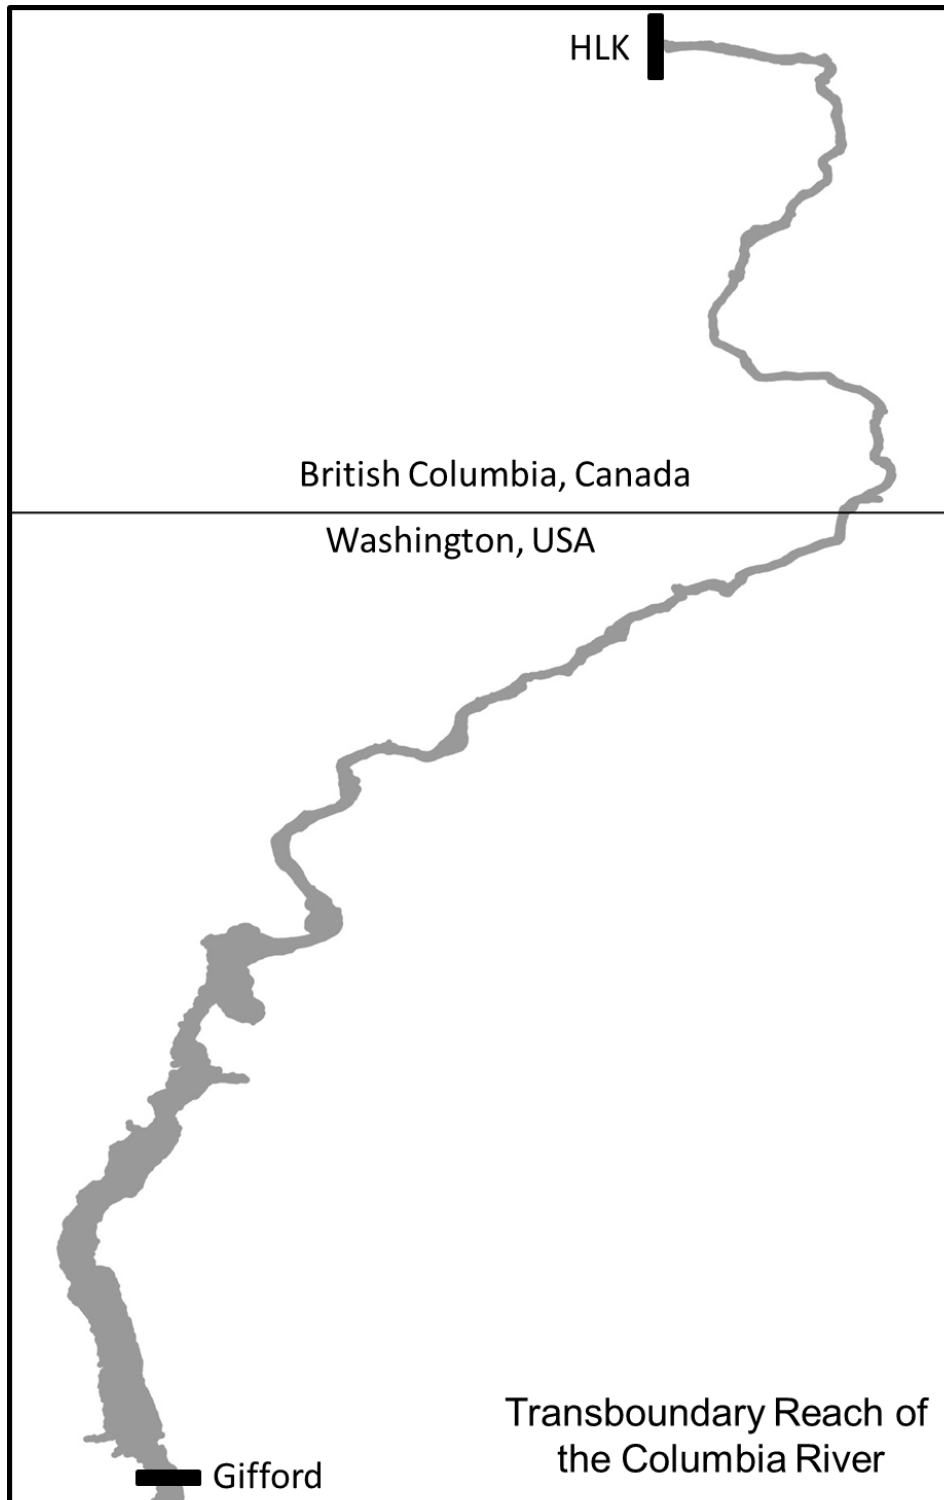 HLK
British Columbia, Canada
Washington, USA
Transboundary Reach of
the Columbia River
Gifford